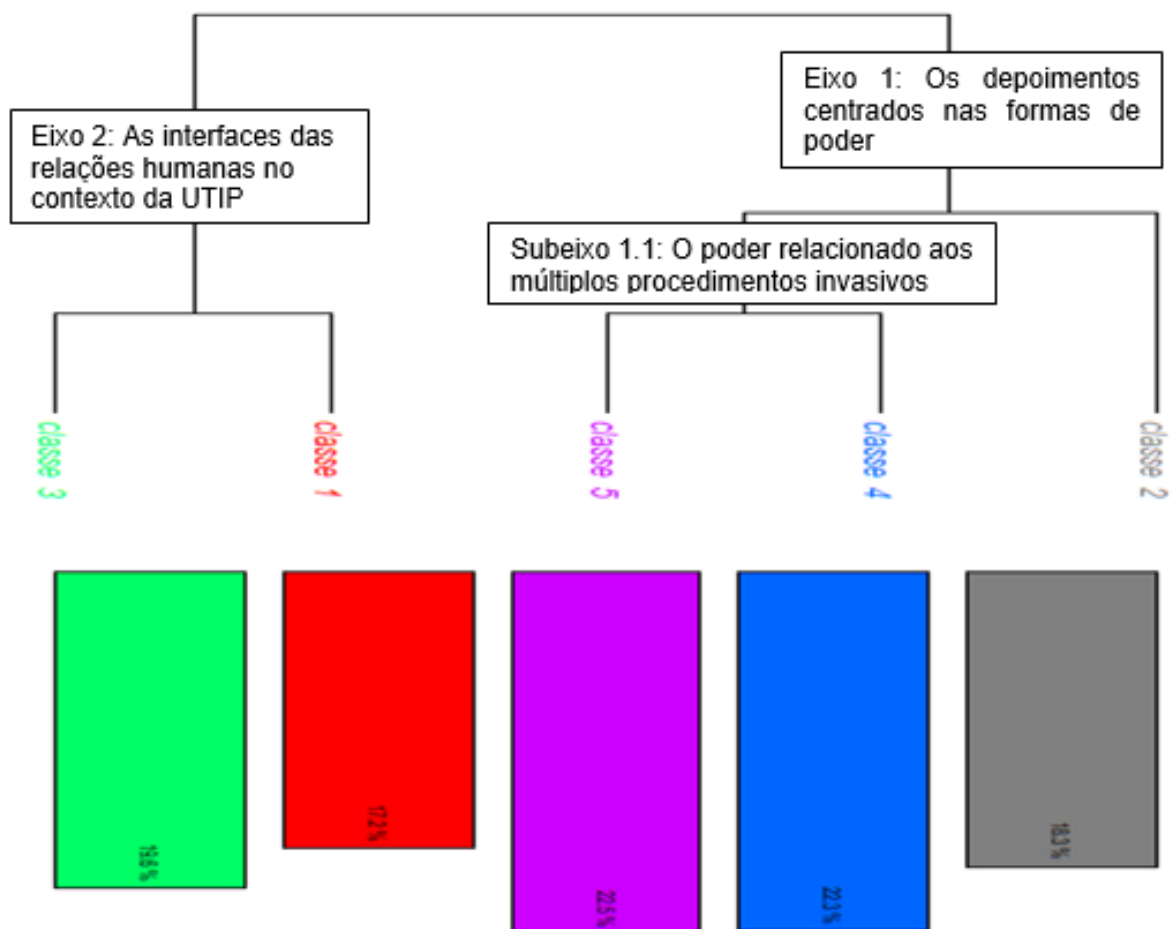 Eixo 1: Os depoimentos
centrados nas formas de
poder
Eixo 2: As interfaces das
relações humanas no
contexto da UTIP
Subeixo 1.1: O poder relacionado aos
múltiplos procedimentos invasivos
classe 3
classe 1
classe 5
classe 4
classe 2
19.6%
17.2%
22.5%
22.3%
18.3%